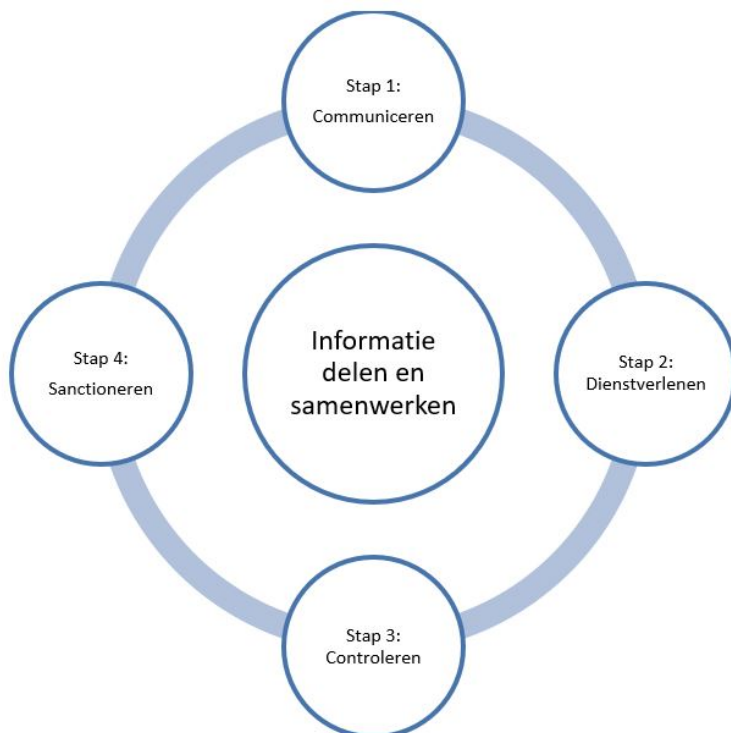 Stap 1:
Communiceren
Stap 2:
Dienstverlenen
Stap 3:
Controleren
Stap 4:
Sanctioneren
Informatie
delen en
samenwerken